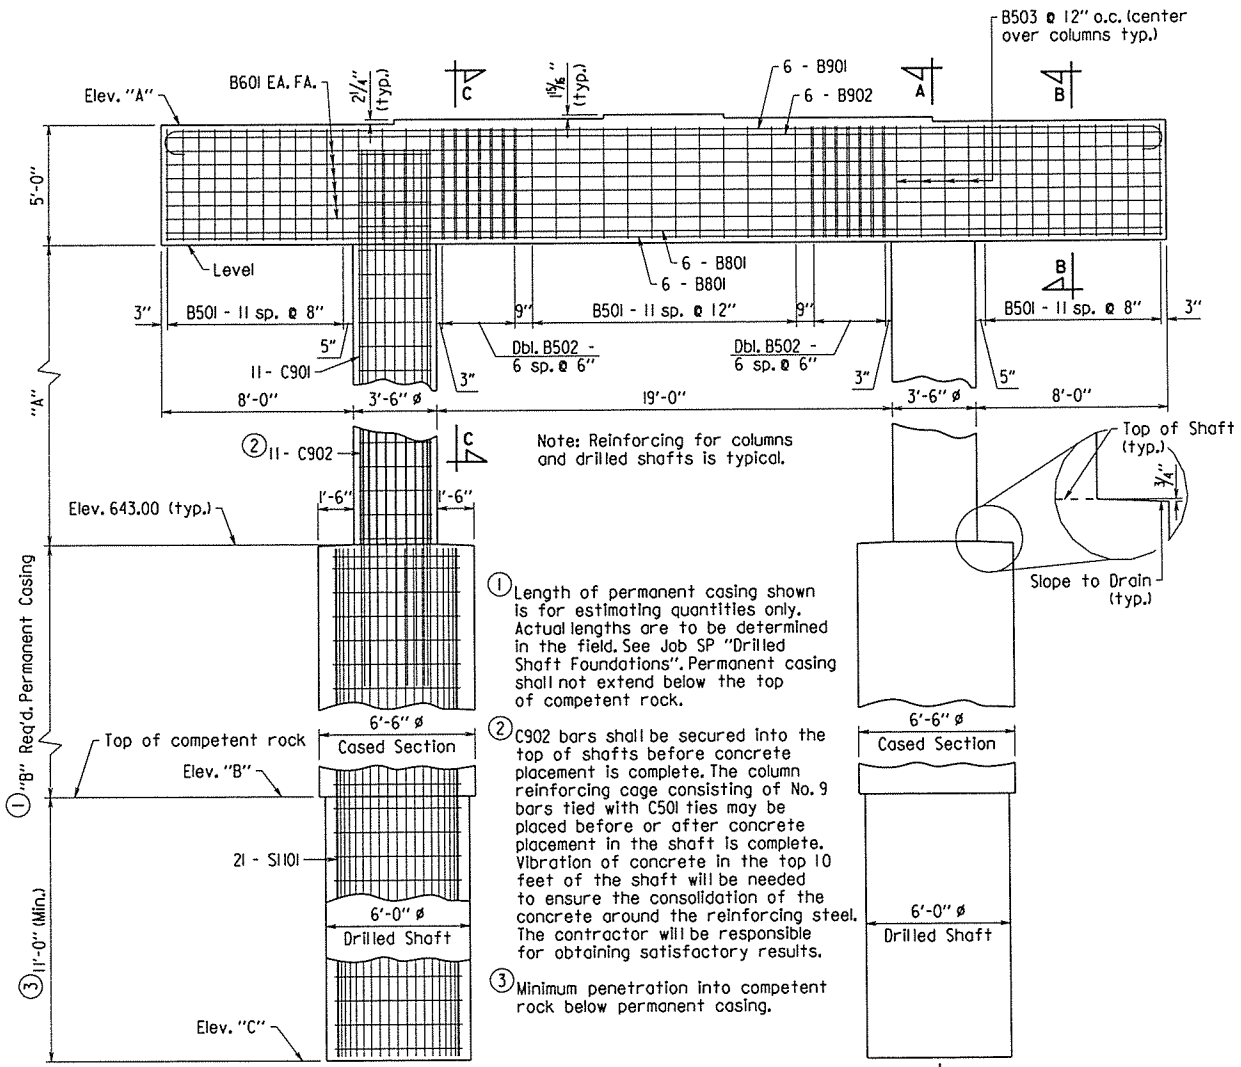 B503 @ 12" o.c. (center
over columns typ.)
6 - B901
6 - B902
B601 EA. FA.
2 1/4"
(typ.)
1 15/16"
(typ.)
C
A
B
Elev. "A"
5'-0"
Level
6 - B801
6 - B801
B
3"
B501 - 11 sp. @ 8"
9"
B501 - 11 sp. @ 12"
9"
B501 - 11 sp. @ 8"
3"
5"
Dbl. B502 -
6 sp. @ 6"
Dbl. B502 -
6 sp. @ 6"
11- C901
3"
3"
5"
"A"
8'-0"
3'-6" ø
19'-0"
3'-6" ø
8'-0"
2 11- C902
C
Note: Reinforcing for columns
and drilled shafts is typical.
Top of Shaft
(typ.)
3/4"
1'-6"
1'-6"
Elev. 643.00 (typ.)
Slope to Drain
(typ.)
1 "B" Req'd. Permanent Casing
1 Length of permanent casing shown
is for estimating quantities only.
Actual lengths are to be determined
in the field. See Job SP "Drilled
Shaft Foundations". Permanent casing
shall not extend below the top
of competent rock.
6'-6" ø
Cased Section
6'-6" ø
Cased Section
Top of competent rock
Elev. "B"
2 C902 bars shall be secured into the
top of shafts before concrete
placement is complete. The column
reinforcing cage consisting of No. 9
bars tied with C501 ties may be
placed before or after concrete
placement in the shaft is complete.
Vibration of concrete in the top 10
feet of the shaft will be needed
to ensure the consolidation of the
concrete around the reinforcing steel.
The contractor will be responsible
for obtaining satisfactory results.
21 - S1101
3 11'-0" (Min.)
6'-0" ø
Drilled Shaft
6'-0" ø
Drilled Shaft
3 Minimum penetration into competent
rock below permanent casing.
Elev. "C"